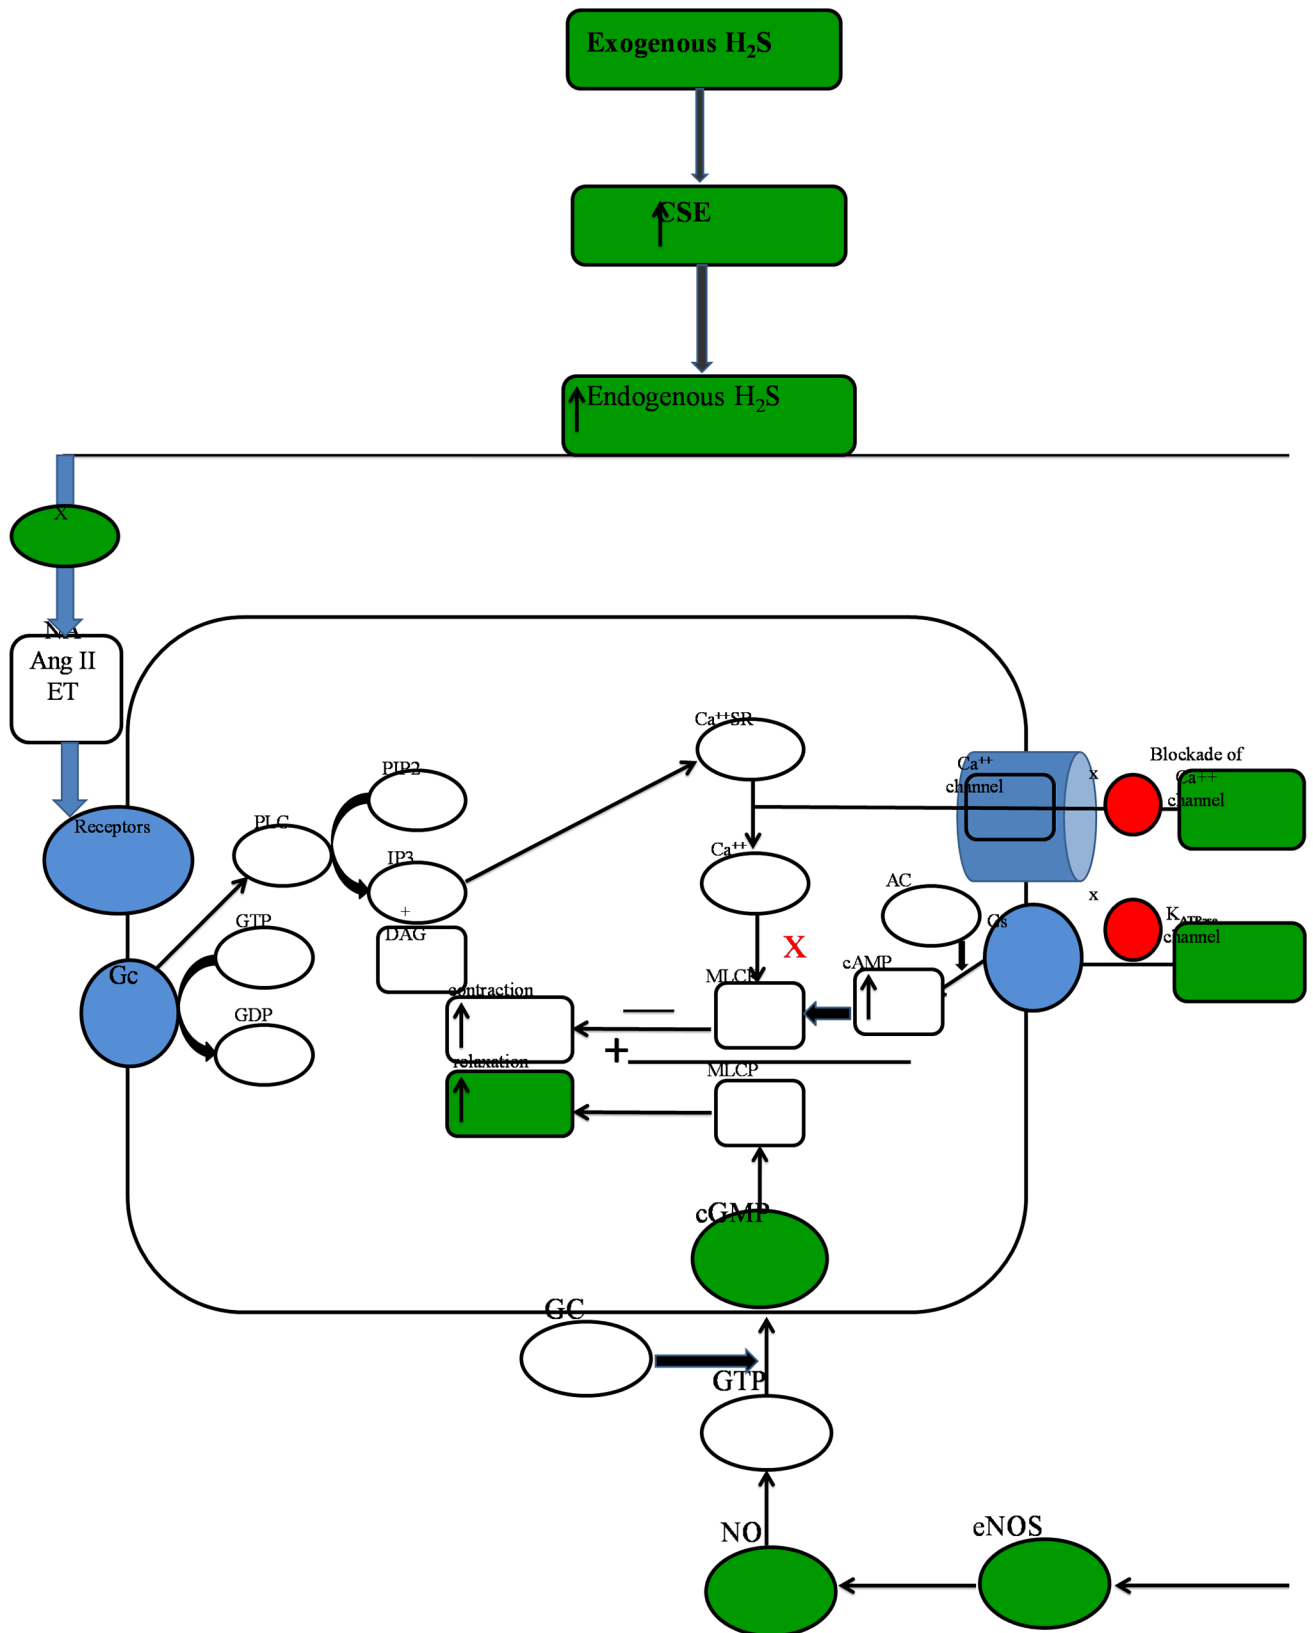 Exogenous H₂S
CSE
Endogenous H₂S
X
NA
Ang II
ET
Receptors
Gc
GTP
GDP
PLC
PIP2
IP3
+
DAG
Ca⁺⁺SR
Ca⁺⁺
X
MLCP
cAMP
AC
Gs
Ca⁺⁺
channel
x
Blockade of
Ca++
channel
x
K
channel
contraction
relaxation
+
MLCP
cGMP
GC
GTP
NO
eNOS